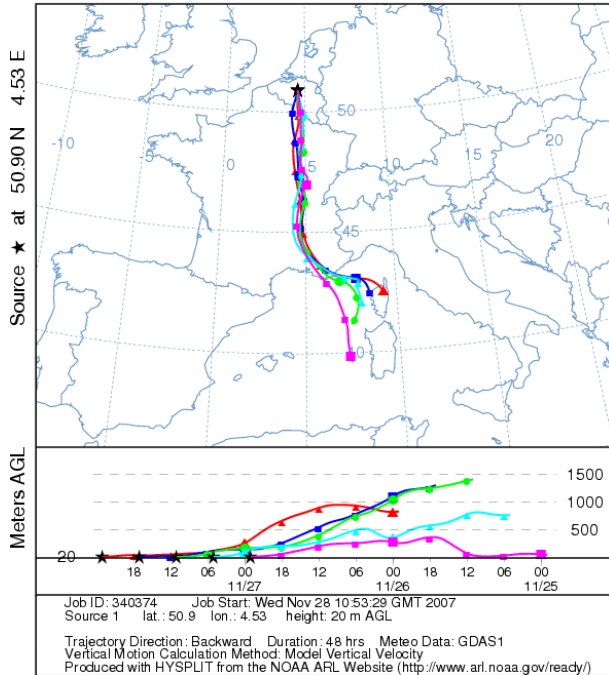 Source ★ at 50.90 N 4.53 E
-10
-5
0
5
15
20
50
45
40
Meters AGL
20
1500
1000
500
18 12 06 00 18 12 06 00 18 12 06 00
11/27 11/26 11/25
Job ID: 340374 Job Start: Wed Nov 28 10:53:29 GMT 2007
Source 1 lat.: 50.9 lon.: 4.53 height: 20 m AGL
Trajectory Direction: Backward Duration: 48 hrs Meteo Data: GDAS1
Vertical Motion Calculation Method: Model Vertical Velocity
Produced with HYSPLIT from the NOAA ARL Website (http://www.arl.noaa.gov/ready/)